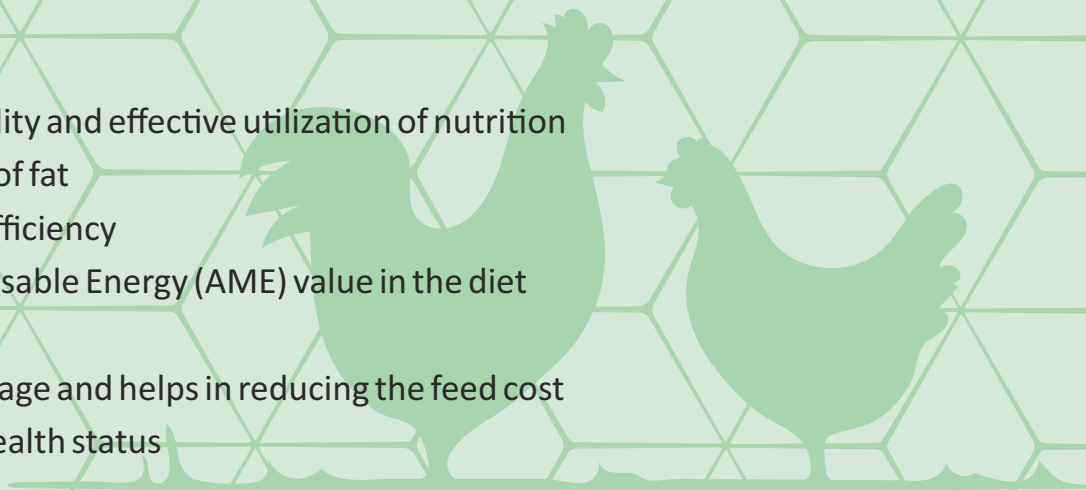 lity and effective utilization of nutrition
of fat
fficiency
sable Energy (AME) value in the diet
age and helps in reducing the feed cost
ealth status